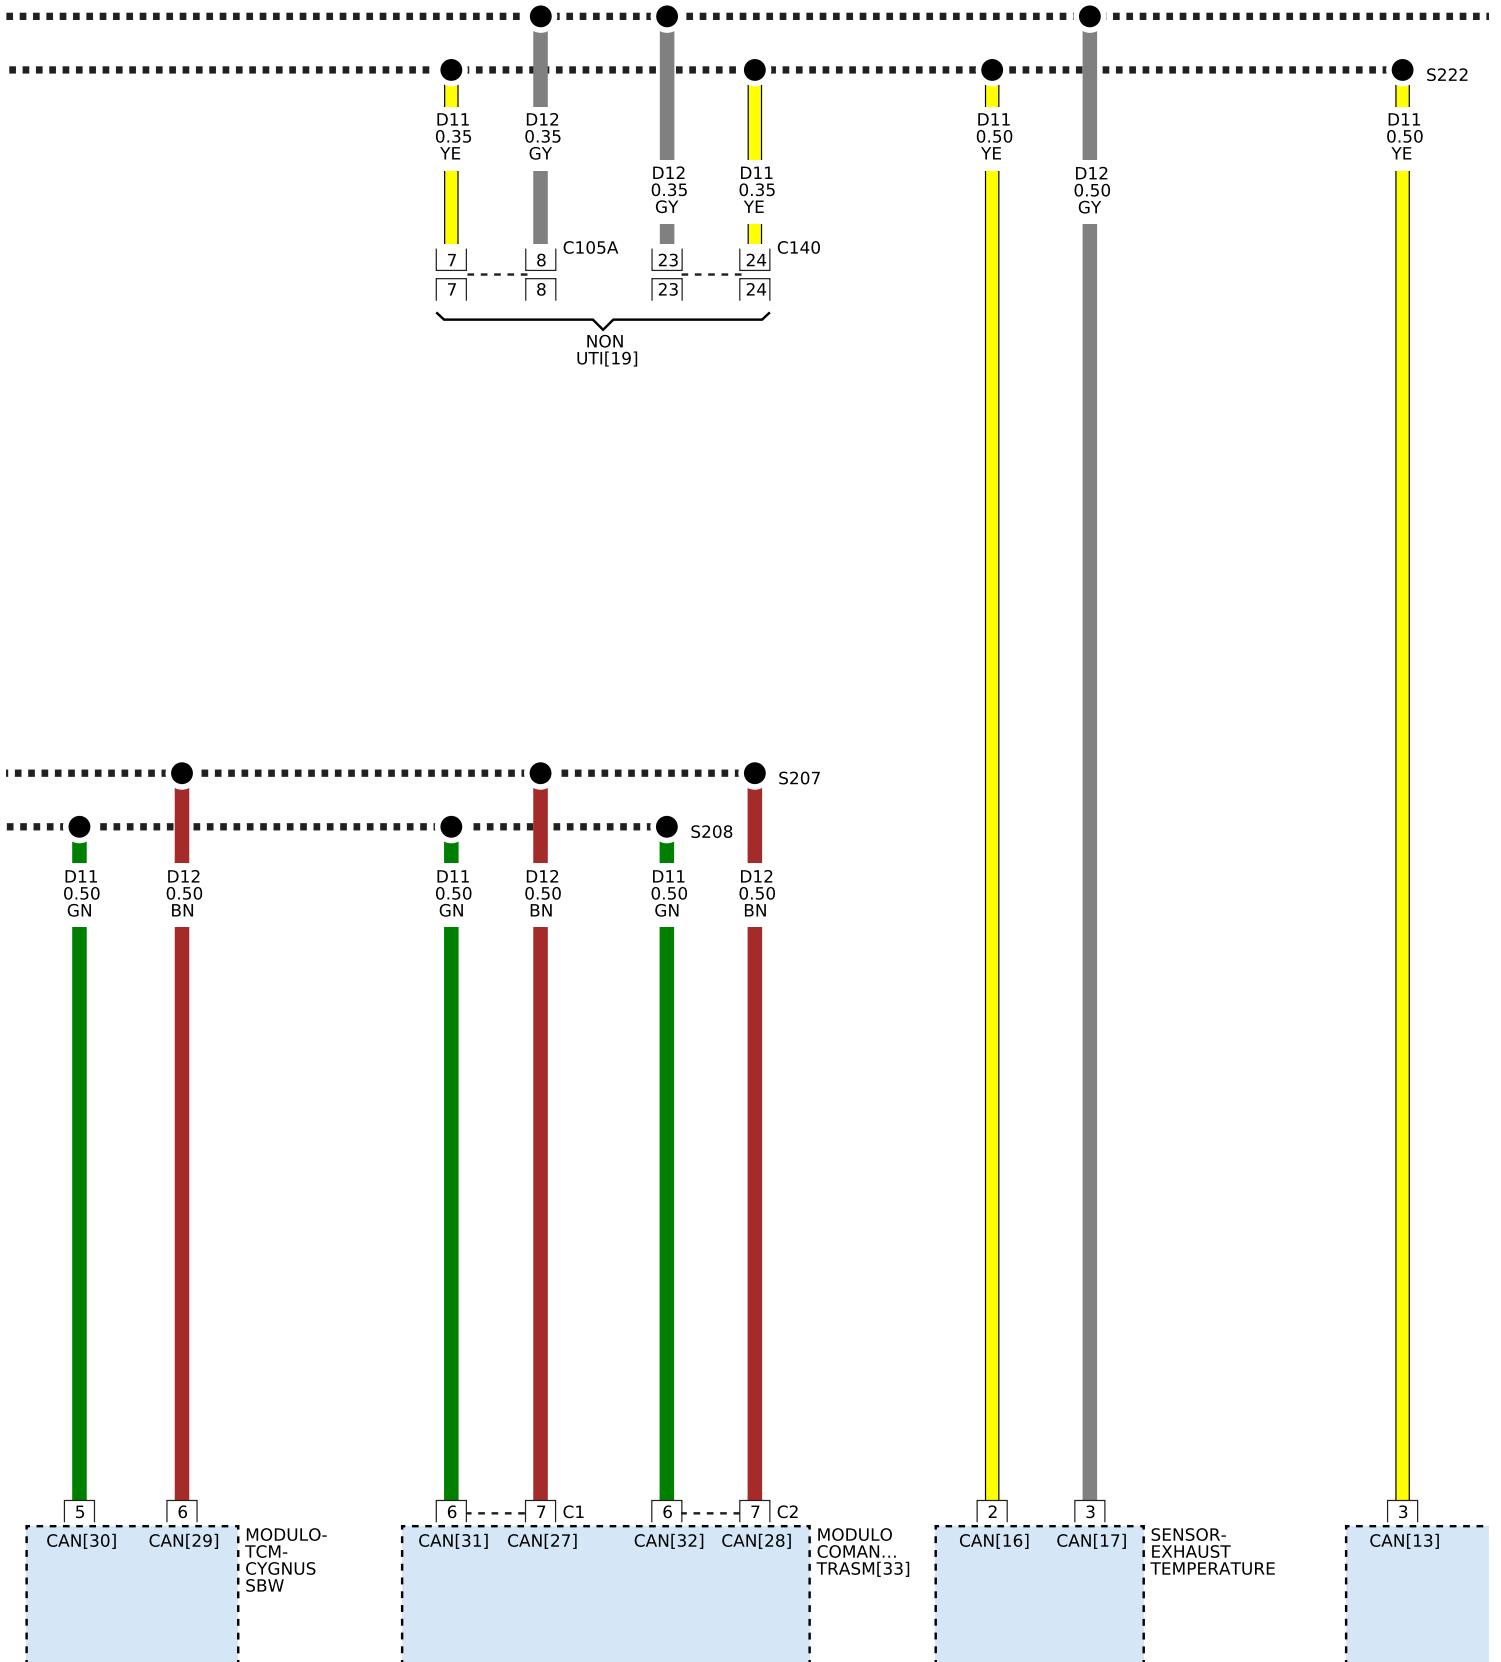 S222
D11
0.35
YE
D12
0.35
GY
D12
0.35
GY
D11
0.35
YE
D11
0.50
YE
D12
0.50
GY
D11
0.50
YE
7
8
C105A
23
24
C140
7
8
23
24
NON
UTI[19]
S207
S208
D11
0.50
GN
D12
0.50
BN
D11
0.50
GN
D12
0.50
BN
D11
0.50
GN
D12
0.50
BN
5
6
6
7
C1
6
7
C2
2
3
3
CAN[30]
CAN[29]
MODULO-
TCM-
CYGNUS
SBW
CAN[31]
CAN[27]
CAN[32]
CAN[28]
MODULO
COMAN...
TRASM[33]
CAN[16]
CAN[17]
SENSOR-
EXHAUST
TEMPERATURE
CAN[13]